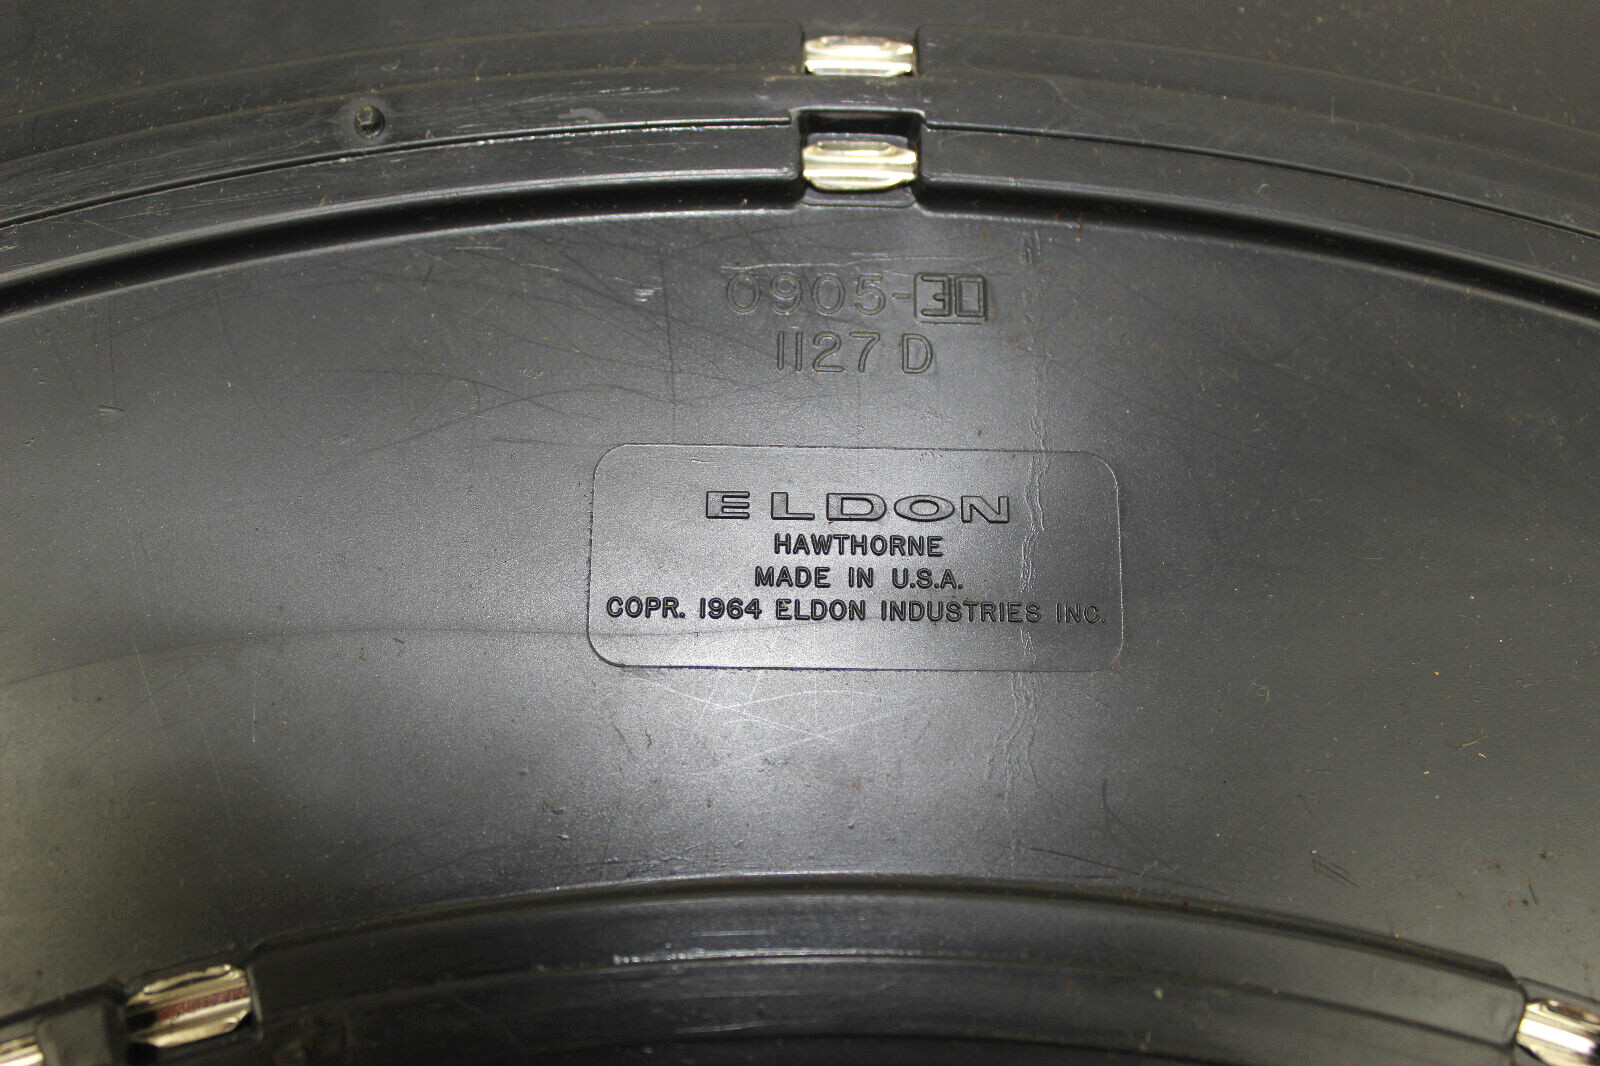 0905-30
1127 D
ELDON
HAWTHORNE
MADE IN U.S.A.
COPR. 1964 ELDON INDUSTRIES INC.